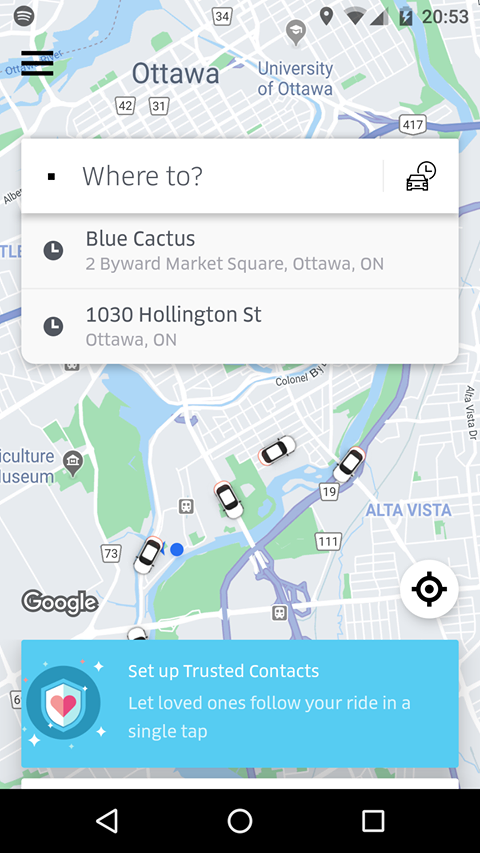 20:53
34
Ottawa
University
of Ottawa
42
31
417
Where to?
Blue Cactus
2 Byward Market Square, Ottawa, ON
1030 Hollington St
Ottawa, ON
Colonel By
Alta Vista Dr
iculture
useum
19
ALTA VISTA
111
73
Google
Set up Trusted Contacts
Let loved ones follow your ride in a
single tap